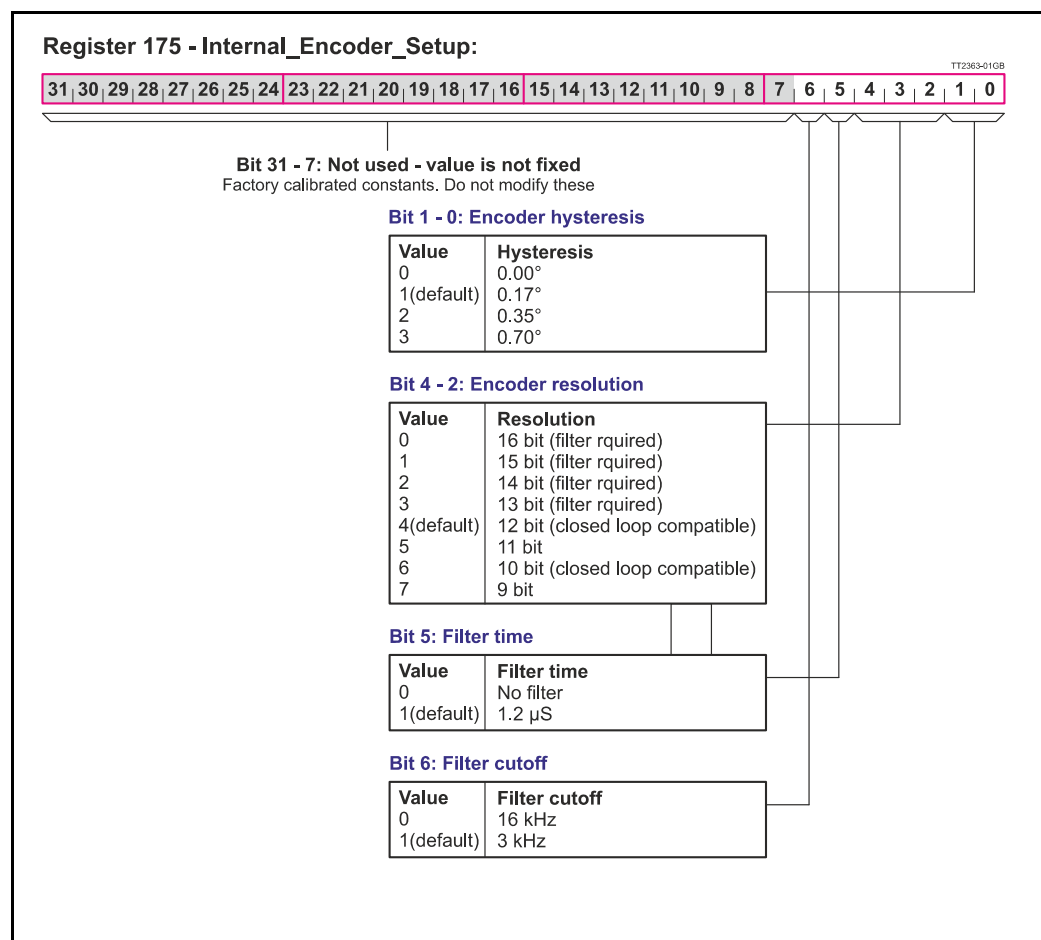 Register 175 - Internal_Encoder_Setup:
TT2363-01GB
31 30 29 28 27 26 25 24 23 22 21 20 19 18 17 16 15 14 13 12 11 10 9 8 7 6 5 4 3 2 1 0
Bit 31 - 7: Not used - value is not fixed
Factory calibrated constants. Do not modify these
Bit 1 - 0: Encoder hysteresis
Value Hysteresis
0 0.00°
1(default) 0.17°
2 0.35°
3 0.70°
Bit 4 - 2: Encoder resolution
Value Resolution
0 16 bit (filter rquired)
1 15 bit (filter rquired)
2 14 bit (filter rquired)
3 13 bit (filter rquired)
4(default) 12 bit (closed loop compatible)
5 11 bit
6 10 bit (closed loop compatible)
7 9 bit
Bit 5: Filter time
Value Filter time
0 No filter
1(default) 1.2 µS
Bit 6: Filter cutoff
Value Filter cutoff
0 16 kHz
1(default) 3 kHz